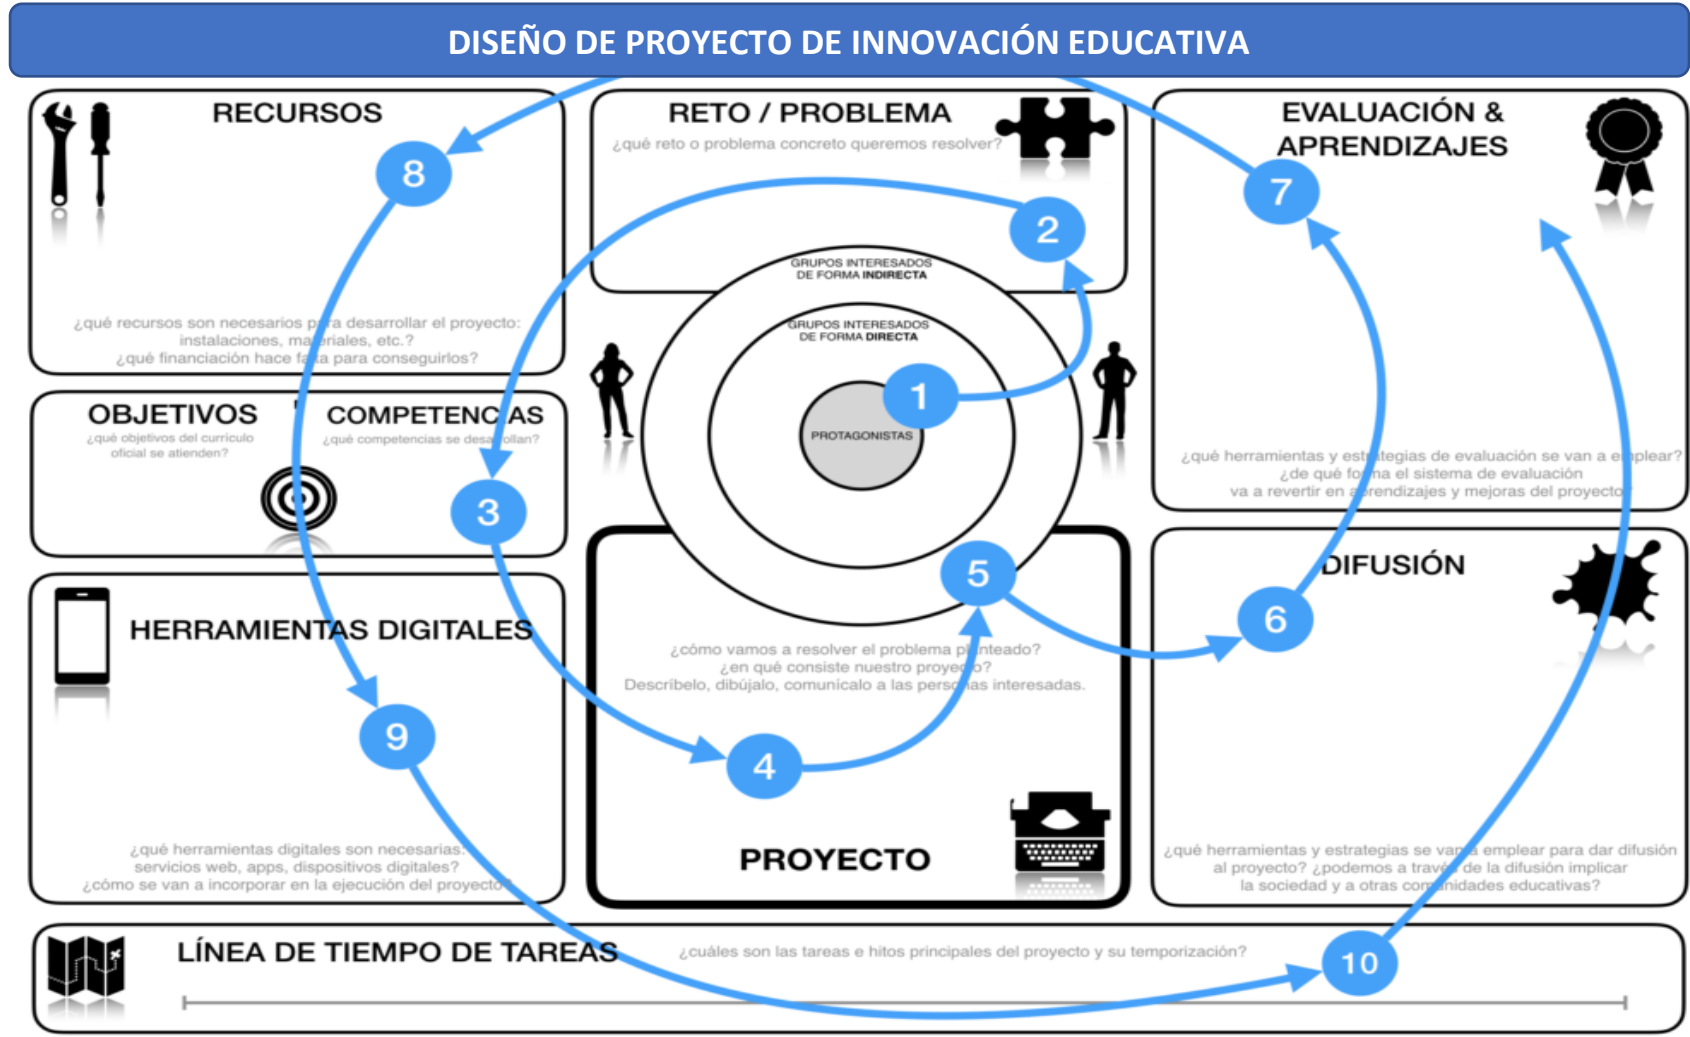 DISEÑO DE PROYECTO DE INNOVACIÓN EDUCATIVA
RECURSOS
8
¿qué recursos son necesarios para desarrollar el proyecto:
instalaciones, materiales, etc.?
¿qué financiación hace falta para conseguirlos?
RETO / PROBLEMA
¿qué reto o problema concreto queremos resolver?
2
EVALUACIÓN &
APRENDIZAJES
7
¿qué herramientas y estrategias de evaluación se van a emplear?
¿de qué forma el sistema de evaluación
va a revertir en aprendizajes y mejoras del proyecto?
GRUPOS INTERESADOS
DE FORMA INDIRECTA
GRUPOS INTERESADOS
DE FORMA DIRECTA
1
PROTAGONISTAS
OBJETIVOS
¿qué objetivos del currículo
oficial se atienden?
COMPETENCIAS
¿qué competencias se desarrollan?
3
HERRAMIENTAS DIGITALES
9
¿qué herramientas digitales son necesarias:
servicios web, apps, dispositivos digitales?
¿cómo se van a incorporar en la ejecución del proyecto?
5
¿cómo vamos a resolver el problema planteado?
¿en qué consiste nuestro proyecto?
Descríbelo, dibújalo, comunícalo a las personas interesadas.
4
PROYECTO
DIFUSIÓN
6
¿qué herramientas y estrategias se van a emplear para dar difusión
al proyecto? ¿podemos a través de la difusión implicar
la sociedad y a otras comunidades educativas?
LÍNEA DE TIEMPO DE TAREAS
¿cuáles son las tareas e hitos principales del proyecto y su temporización?
10